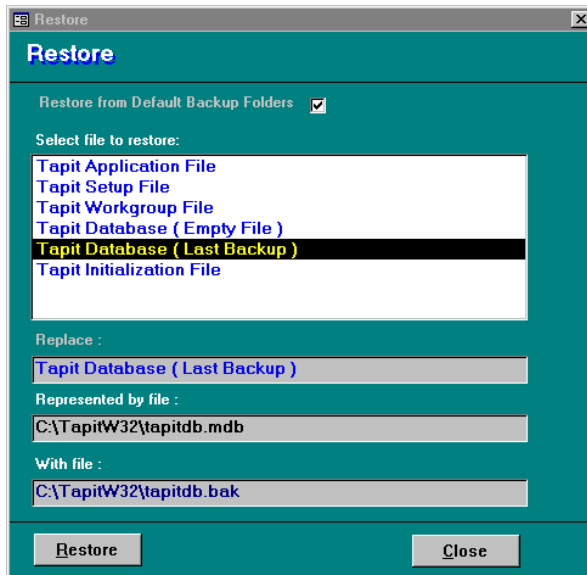 Restore
Restore
Restore from Default Backup Folders
Select file to restore:
Tapit Application File
Tapit Setup File
Tapit Workgroup File
Tapit Database ( Empty File )
Tapit Database ( Last Backup )
Tapit Initialization File
Replace :
Tapit Database ( Last Backup )
Represented by file :
C:\TapitW32\tapitdb.mdb
With file :
C:\TapitW32\tapitdb.bak
Restore Close